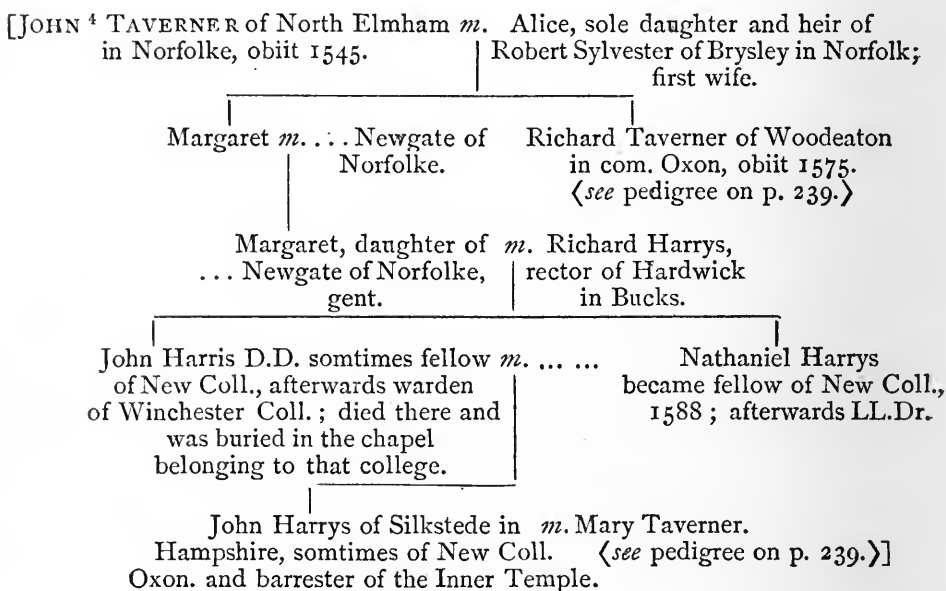 [JOHN ⁴ TAVERNER of North Elmham m. Alice, sole daughter and heir of
in Norfolke, obiit 1545. Robert Sylvester of Brysley in Norfolk;
first wife.
Margaret m. . . . . Newgate of
Norfolke.
Richard Taverner of Woodeaton
in com. Oxon, obiit 1575.
⟨see pedigree on p. 239.⟩
Margaret, daughter of m. Richard Harrys,
... Newgate of Norfolke, rector of Hardwick
gent. in Bucks.
John Harris D.D. somtimes fellow m. ... ...
of New Coll., afterwards warden
of Winchester Coll. ; died there and
was buried in the chapel
belonging to that college.
Nathaniel Harrys
became fellow of New Coll.,
1588 ; afterwards LL.Dr.
John Harrys of Silkstede in m. Mary Taverner.
Hampshire, somtimes of New Coll. ⟨see pedigree on p. 239.⟩]
Oxon. and barrester of the Inner Temple.